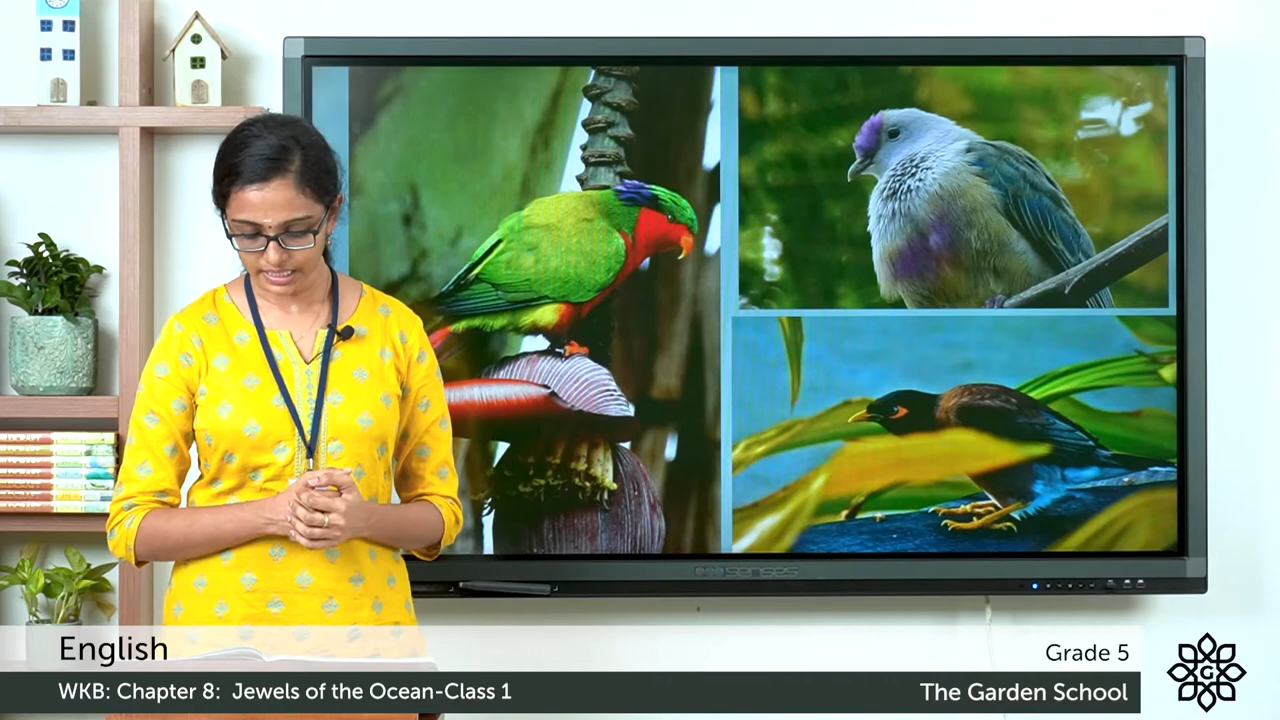 English
Grade 5
WKB: Chapter 8: Jewels of the Ocean-Class 1
The Garden School
G